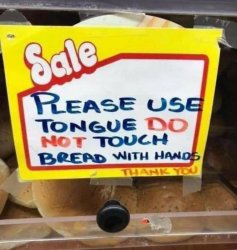 Sale
PLEASE USE
TONGUE DO
NOT TOUCH
BREAD WITH HANDS
THANK YOU